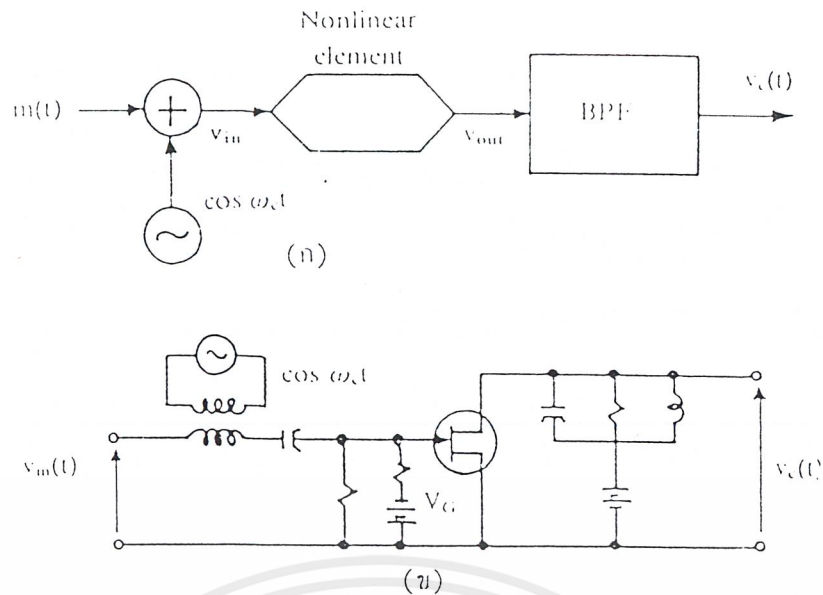 Nonlinear
element
m(t)
+
v_in
v_out
BPF
v_c(t)
cos ω_c t
(ก)
cos ω_c t
v_m(t)
V_G
v_c(t)
(ข)